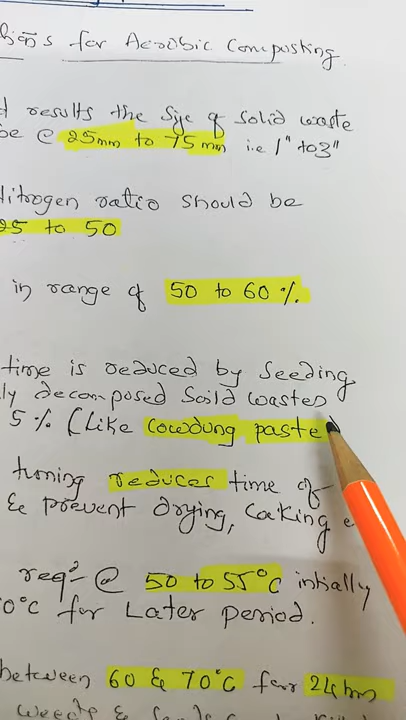 for Aerobic Composting
results the size of solid waste
be @ 25mm to 75mm i.e 1" to 3"
Nitrogen ratio should be
25 to 50
in range of 50 to 60 %.
time is reduced by seeding
ly decomposed Soild wastes
5 % (Like Cowdung paste
turning reduces time of
& prevent drying, Caking
req @ 50 to 55°C intially
0°C for Later period.
between 60 & 70°C for 24 hrs